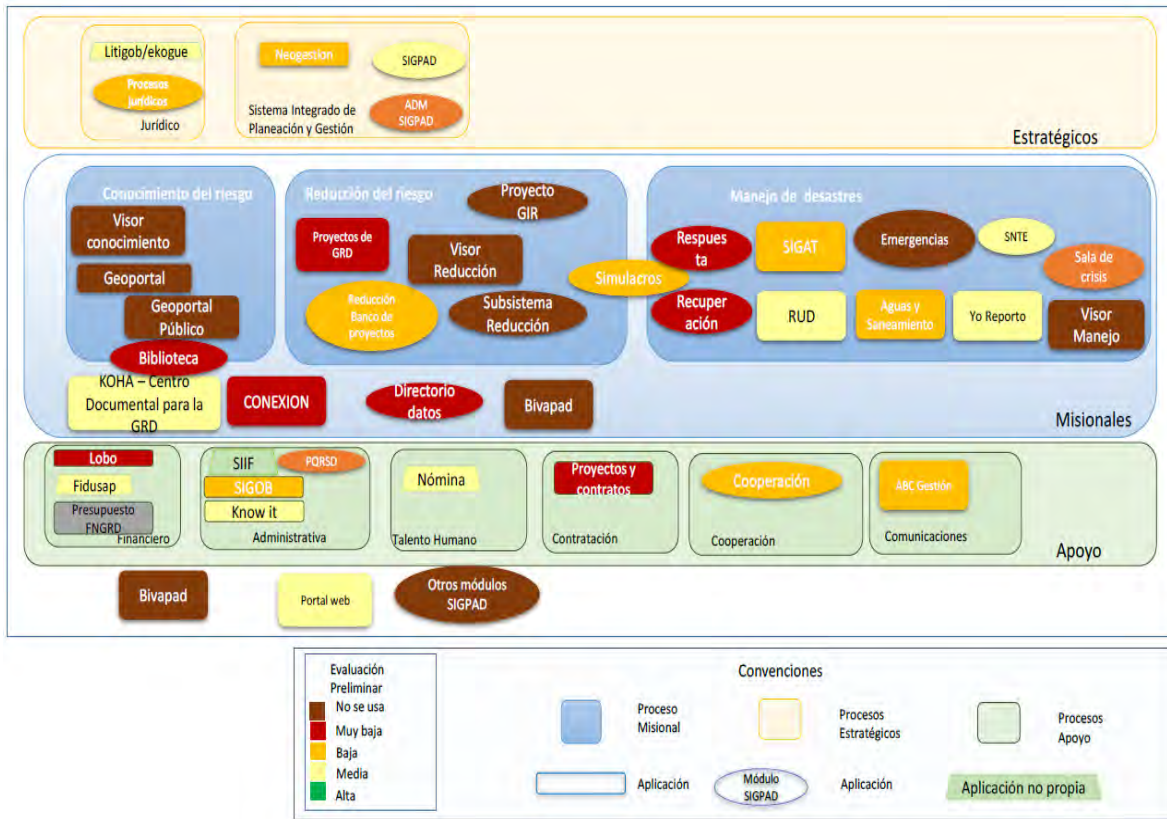 Litigob/ekogue
Procesos
jurídicos
Jurídico
Neogestion
SIGPAD
Sistema Integrado de
Planeación y Gestión
ADM
SIGPAD
Estratégicos
Conocimiento del riesgo
Visor
conocimiento
Geoportal
Geoportal
Público
Biblioteca
Reducción del riesgo
Proyecto
GIR
Proyectos de
GRD
Visor
Reducción
Reducción
Banco de
proyectos
Subsistema
Reducción
Simulacros
Manejo de desastres
Respues
ta
SIGAT
Emergencias
SNTE
Sala de
crisis
Recuper
ación
RUD
Aguas y
Saneamiento
Yo Reporto
Visor
Manejo
KOHA – Centro
Documental para la
GRD
CONEXION
Directorio
datos
Bivapad
Misionales
Lobo
Fidusap
Presupuesto
FNGRD
Financiero
SIIF
PQRSD
SIGOB
Know it
Administrativa
Nómina
Talento Humano
Proyectos y
contratos
Contratación
Cooperación
Cooperación
ABC Gestión
Comunicaciones
Apoyo
Bivapad
Portal web
Otros módulos
SIGPAD
Evaluación
Preliminar
No se usa
Muy baja
Baja
Media
Alta
Convenciones
Proceso
Misional
Procesos
Estratégicos
Procesos
Apoyo
Aplicación
Módulo
SIGPAD
Aplicación
Aplicación no propia